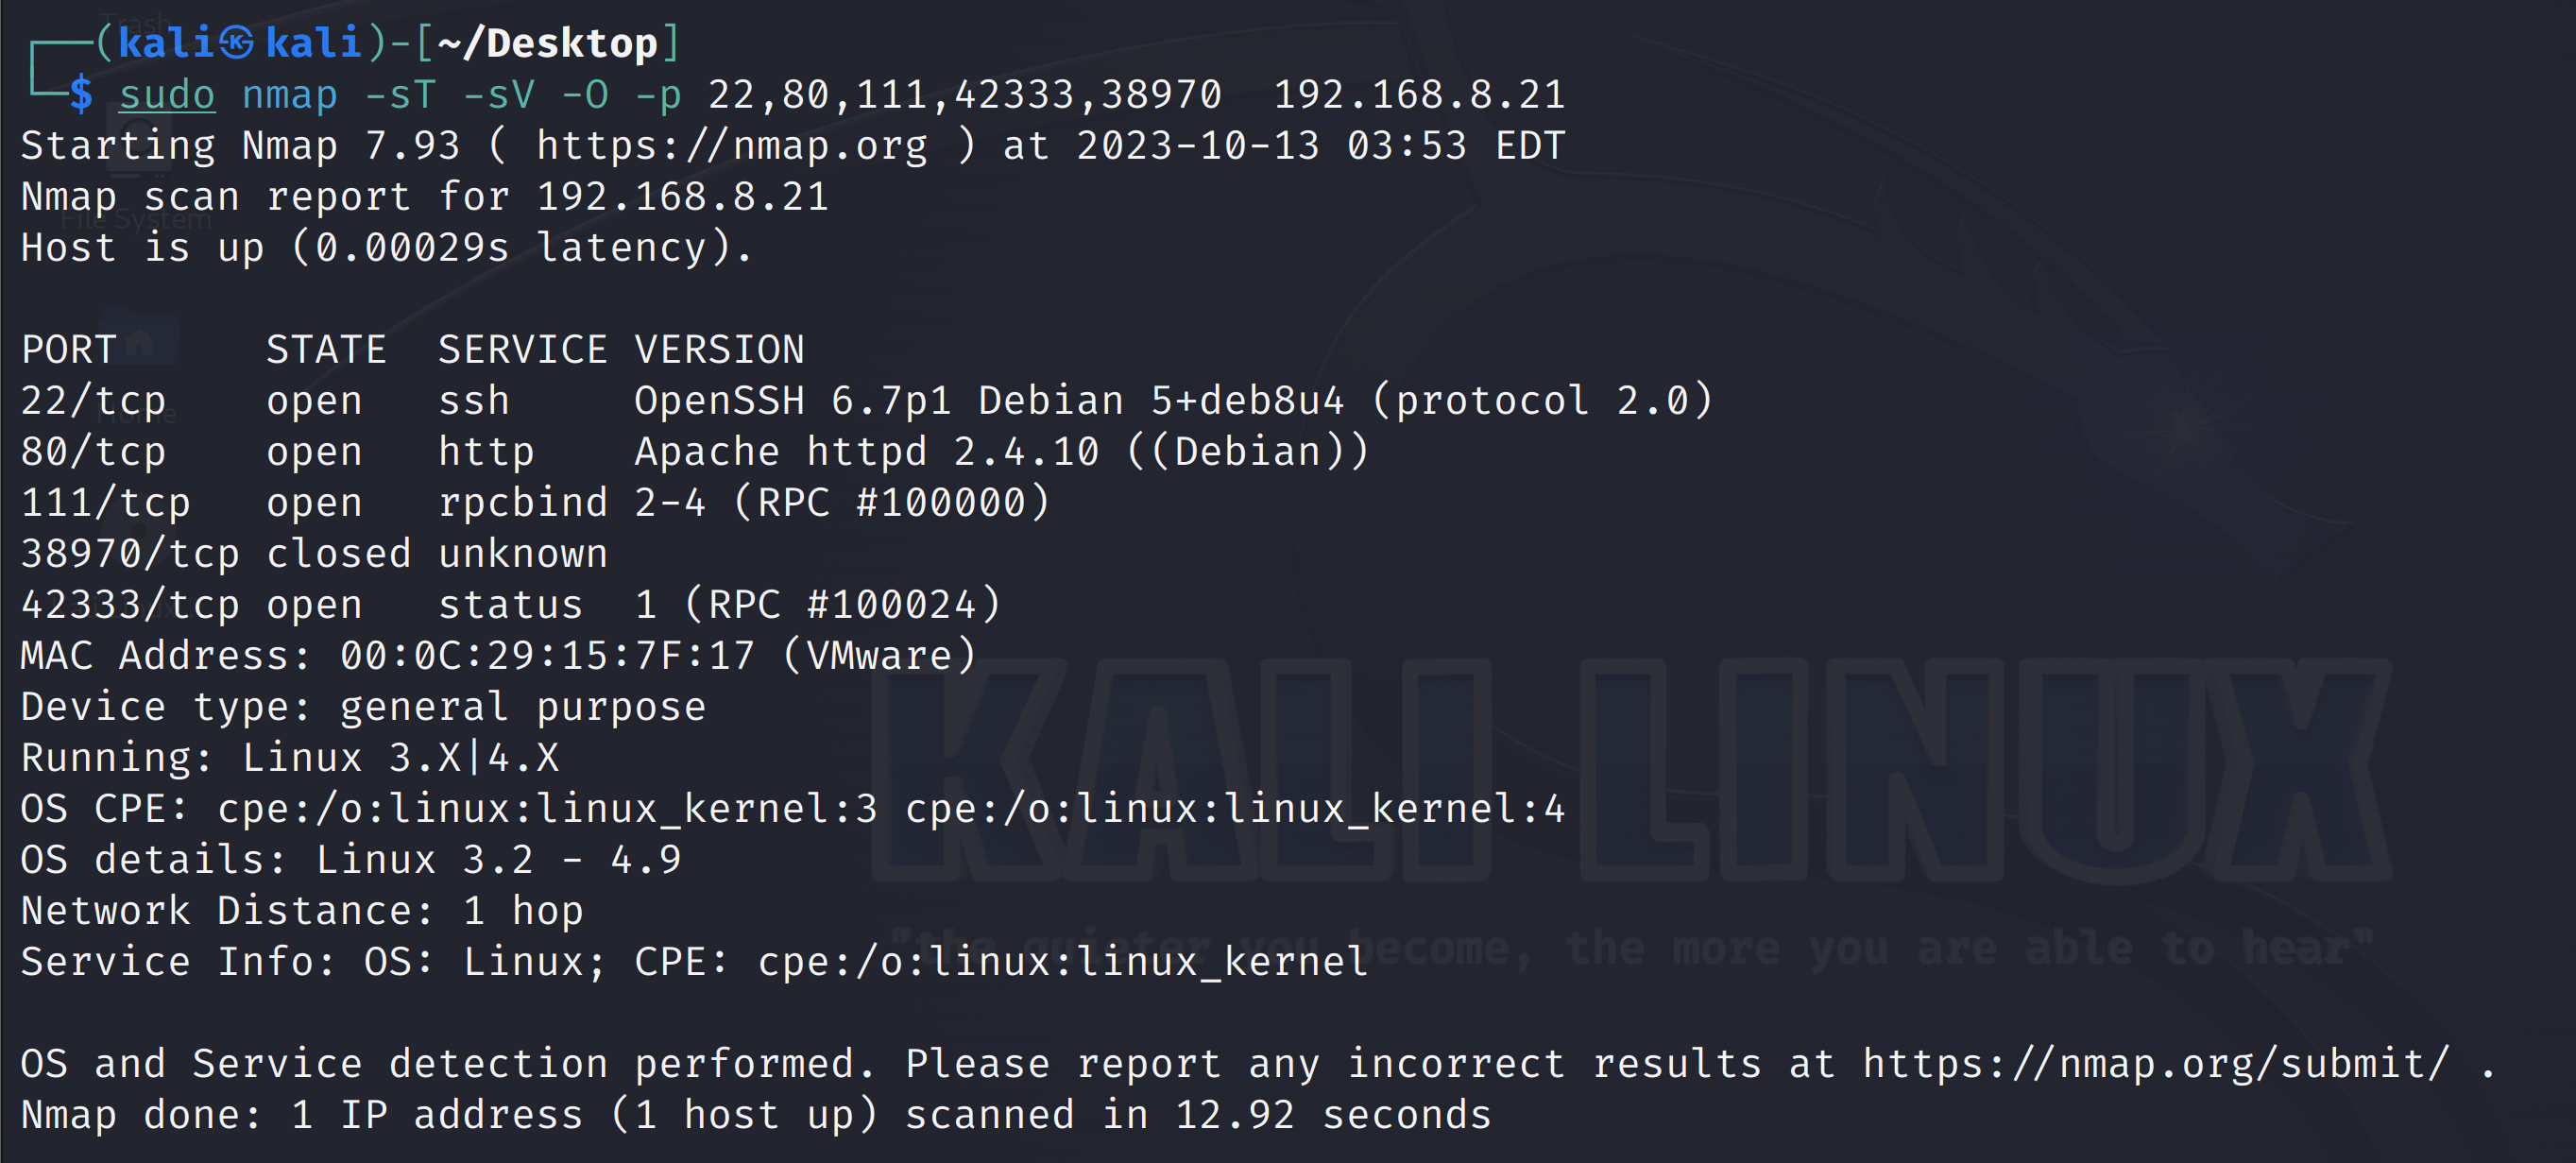 Trash
(kali㉿kali)-[~/Desktop]
$ sudo nmap -sT -sV -O -p 22,80,111,42333,38970  192.168.8.21
Starting Nmap 7.93 ( https://nmap.org ) at 2023-10-13 03:53 EDT
Nmap scan report for 192.168.8.21
File System
Host is up (0.00029s latency).
PORT      STATE  SERVICE VERSION
22/tcp    open   ssh     OpenSSH 6.7p1 Debian 5+deb8u4 (protocol 2.0)
Home
80/tcp    open   http    Apache httpd 2.4.10 ((Debian))
111/tcp   open   rpcbind 2-4 (RPC #100000)
38970/tcp closed unknown
42333/tcp open   status  1 (RPC #100024)
MAC Address: 00:0C:29:15:7F:17 (VMware)
Device type: general purpose
Running: Linux 3.X|4.X
OS CPE: cpe:/o:linux:linux_kernel:3 cpe:/o:linux:linux_kernel:4
OS details: Linux 3.2 - 4.9
Network Distance: 1 hop
Service Info: OS: Linux; CPE: cpe:/o:linux:linux_kernel
OS and Service detection performed. Please report any incorrect results at https://nmap.org/submit/ .
Nmap done: 1 IP address (1 host up) scanned in 12.92 seconds
KALI LINUX
"the quieter you become, the more you are able to hear"